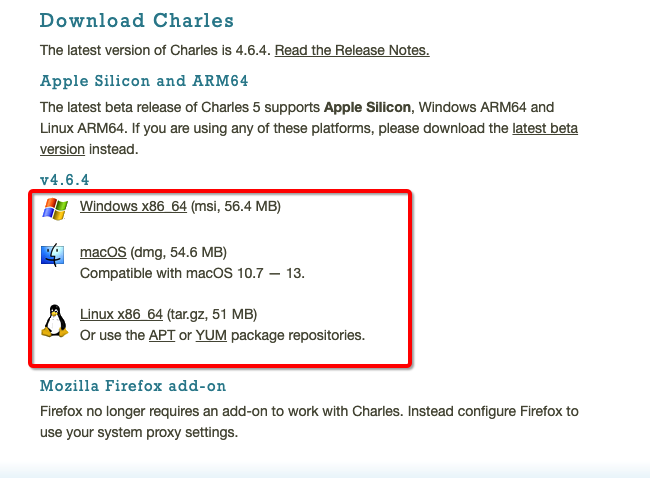 Download Charles
The latest version of Charles is 4.6.4. Read the Release Notes.
Apple Silicon and ARM64
The latest beta release of Charles 5 supports Apple Silicon, Windows ARM64 and
Linux ARM64. If you are using any of these platforms, please download the latest beta
version instead.
v4.6.4
Windows x86_64 (msi, 56.4 MB)
macOS (dmg, 54.6 MB)
Compatible with macOS 10.7 — 13.
Linux x86_64 (tar.gz, 51 MB)
Or use the APT or YUM package repositories.
Mozilla Firefox add-on
Firefox no longer requires an add-on to work with Charles. Instead configure Firefox to
use your system proxy settings.